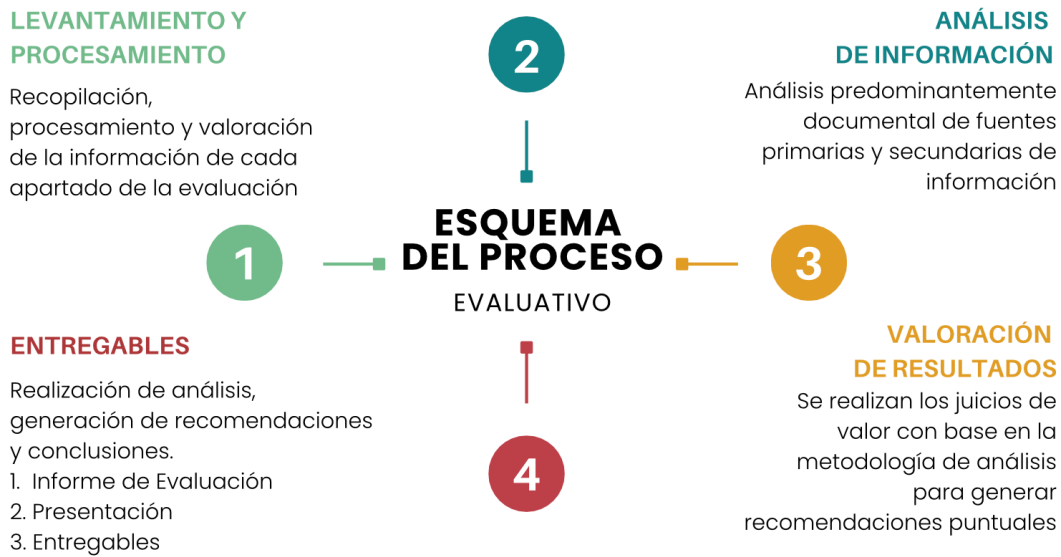 LEVANTAMIENTO Y
PROCESAMIENTO
Recopilación,
procesamiento y valoración
de la información de cada
apartado de la evaluación
1
2
ANÁLISIS
DE INFORMACIÓN
Análisis predominantemente
documental de fuentes
primarias y secundarias de
información
ESQUEMA
DEL PROCESO
EVALUATIVO
3
VALORACIÓN
DE RESULTADOS
Se realizan los juicios de
valor con base en la
metodología de análisis
para generar
recomendaciones puntuales
ENTREGABLES
Realización de análisis,
generación de recomendaciones
y conclusiones.
1. Informe de Evaluación
2. Presentación
3. Entregables
4